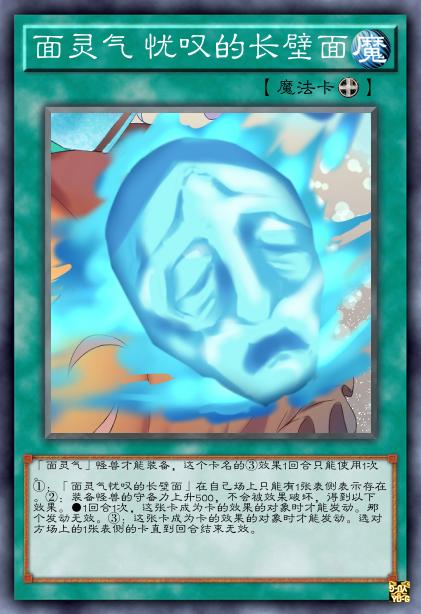 面灵气 忧叹的长壁面 魔
【魔法卡】
「面灵气」怪兽才能装备，这个卡名的③效果1回合只能使用1次
。
①：「面灵气忧叹的长壁面」在自己场上只能有1张表侧表示存在
。②：装备怪兽的守备力上升500，不会被效果破坏，得到以下
效果。●1回合1次，这张卡成为卡的效果的对象时才能发动。那
个发动无效。③：这张卡成为卡的效果的对象时才能发动。选对
方场上的1张表侧的卡直到回合结束无效。